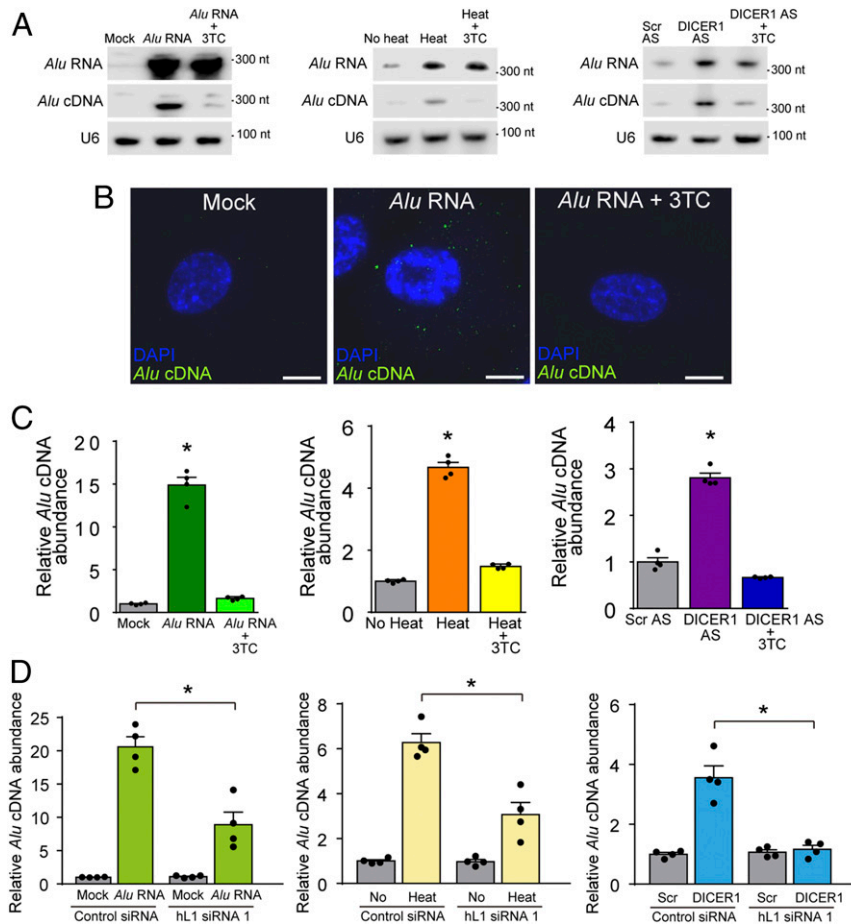 A
Mock Alu RNA Alu RNA + 3TC
Alu RNA
300 nt
Alu cDNA
300 nt
U6
100 nt
No heat Heat Heat + 3TC
Alu RNA
300 nt
Alu cDNA
300 nt
U6
100 nt
Scr AS DICER1 AS DICER1 AS + 3TC
Alu RNA
300 nt
Alu cDNA
300 nt
U6
100 nt
B
Mock
DAPI
Alu cDNA
Alu RNA
DAPI
Alu cDNA
Alu RNA + 3TC
DAPI
Alu cDNA
C
Relative Alu cDNA
abundance
20
15
10
5
0
*
Mock Alu RNA Alu RNA
+
3TC
Relative Alu cDNA
abundance
6
4
2
0
*
No Heat Heat Heat
+
3TC
Relative Alu cDNA
abundance
4
3
2
1
0
*
Scr AS DICER1 AS DICER1 AS
+
3TC
D
Relative Alu cDNA abundance
25
20
15
10
5
0
*
Mock Alu RNA Mock Alu RNA
Control siRNA hL1 siRNA 1
Relative Alu cDNA abundance
8
6
4
2
0
*
No Heat No Heat
Control siRNA hL1 siRNA 1
Relative Alu cDNA abundance
6
4
2
0
*
Scr DICER1 Scr DICER1
Control siRNA hL1 siRNA 1